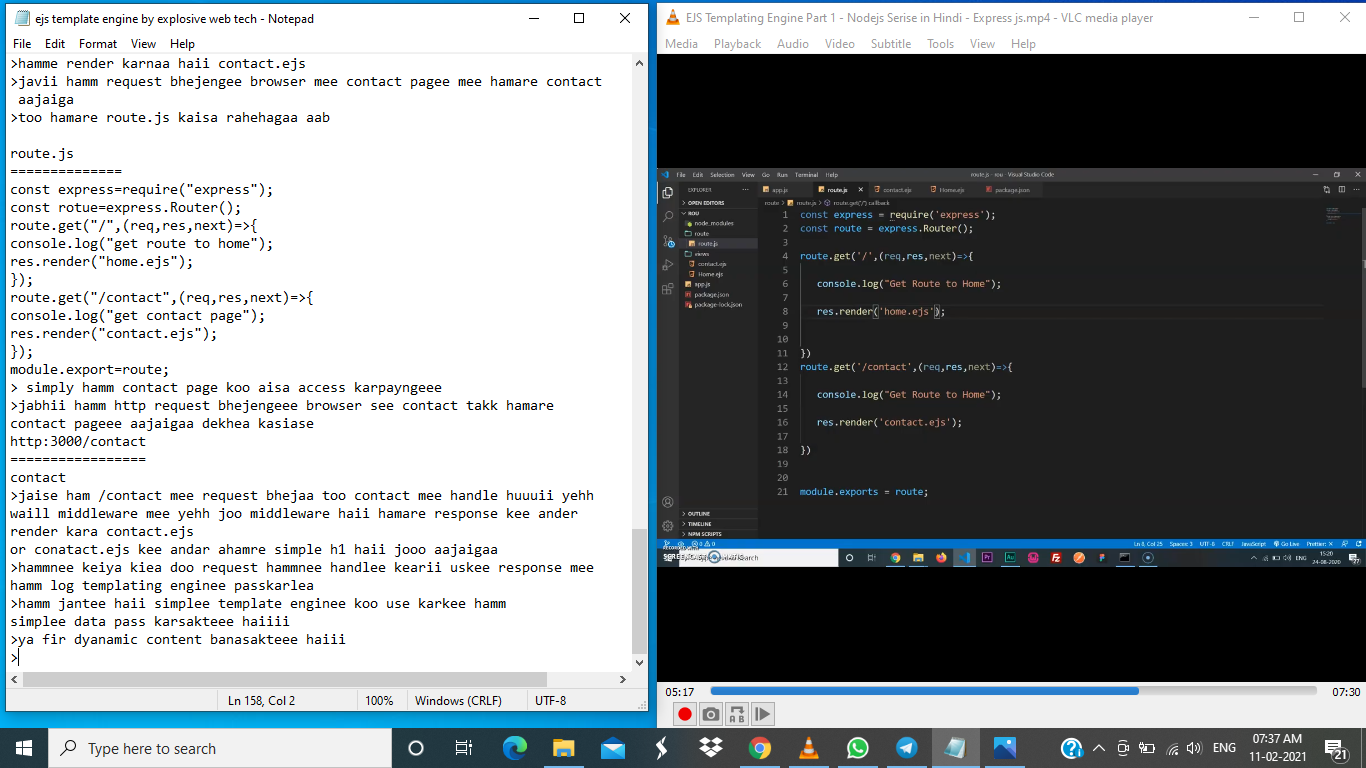 ejs template engine by explosive web tech - Notepad
File Edit Format View Help
>hamme render karnaa haii contact.ejs
>javii hamm request bhejengee browser mee contact pagee mee hamare contact
aajaiga
>too hamare route.js kaisa rahehagaa aab
route.js
==============
const express=require("express");
const rotue=express.Router();
route.get("/",(req,res,next)=>{
console.log("get route to home");
res.render("home.ejs");
});
route.get("/contact",(req,res,next)=>{
console.log("get contact page");
res.render("contact.ejs");
});
module.export=route;
> simply hamm contact page koo aisa access karpayngeee
>jabhii hamm http request bhejengeee browser see contact takk hamare
contact pageee aajaigaa dekhea kasiase
http:3000/contact
=================
contact
>jaise ham /contact mee request bhejaa too contact mee handle huuuii yehh
waill middleware mee yehh joo middleware haii hamare response kee ander
render kara contact.ejs
or conatact.ejs kee andar ahamre simple h1 haii jooo aajaigaa
>hammnee keiya kiea doo request hammnee handlee kearii uskee response mee
hamm log templating enginee passkarlea
>hamm jantee haii simplee template enginee koo use karkee hamm
simplee data pass karsakteee haiiii
>ya fir dyanamic content banasakteee haiii
>
Ln 158, Col 2 100% Windows (CRLF) UTF-8
EJS Templating Engine Part 1 - Nodejs Serise in Hindi - Express js.mp4 - VLC media player
Media Playback Audio Video Subtitle Tools View Help
File Edit Selection View Go Run Terminal Help
route.js - rou - Visual Studio Code
EXPLORER
app.js route.js contact.ejs Home.ejs package.json
OPEN EDITORS
ROU
node_modules
route
route.js
views
contact.ejs
Home.ejs
app.js
package.json
package-lock.json
OUTLINE
TIMELINE
NPM SCRIPTS
route > route.js > route.get('/') callback
1 const express = require('express');
2 const route = express.Router();
3
4 route.get('/',(req,res,next)=>{
5
6 console.log("Get Route to Home");
7
8 res.render('home.ejs');
9
10
11 })
12 route.get('/contact',(req,res,next)=>{
13
14 console.log("Get Route to Home");
15
16 res.render('contact.ejs');
17
18 })
19
20
21 module.exports = route;
RECORDED WITH
Ln 8, Col 25 Spaces: 3 UTF-8 CRLF JavaScript Go Live Prettier: ×
search
ENG
15:20
24-08-2020
05:17 07:30
Type here to search
ENG
07:37 AM
11-02-2021
21